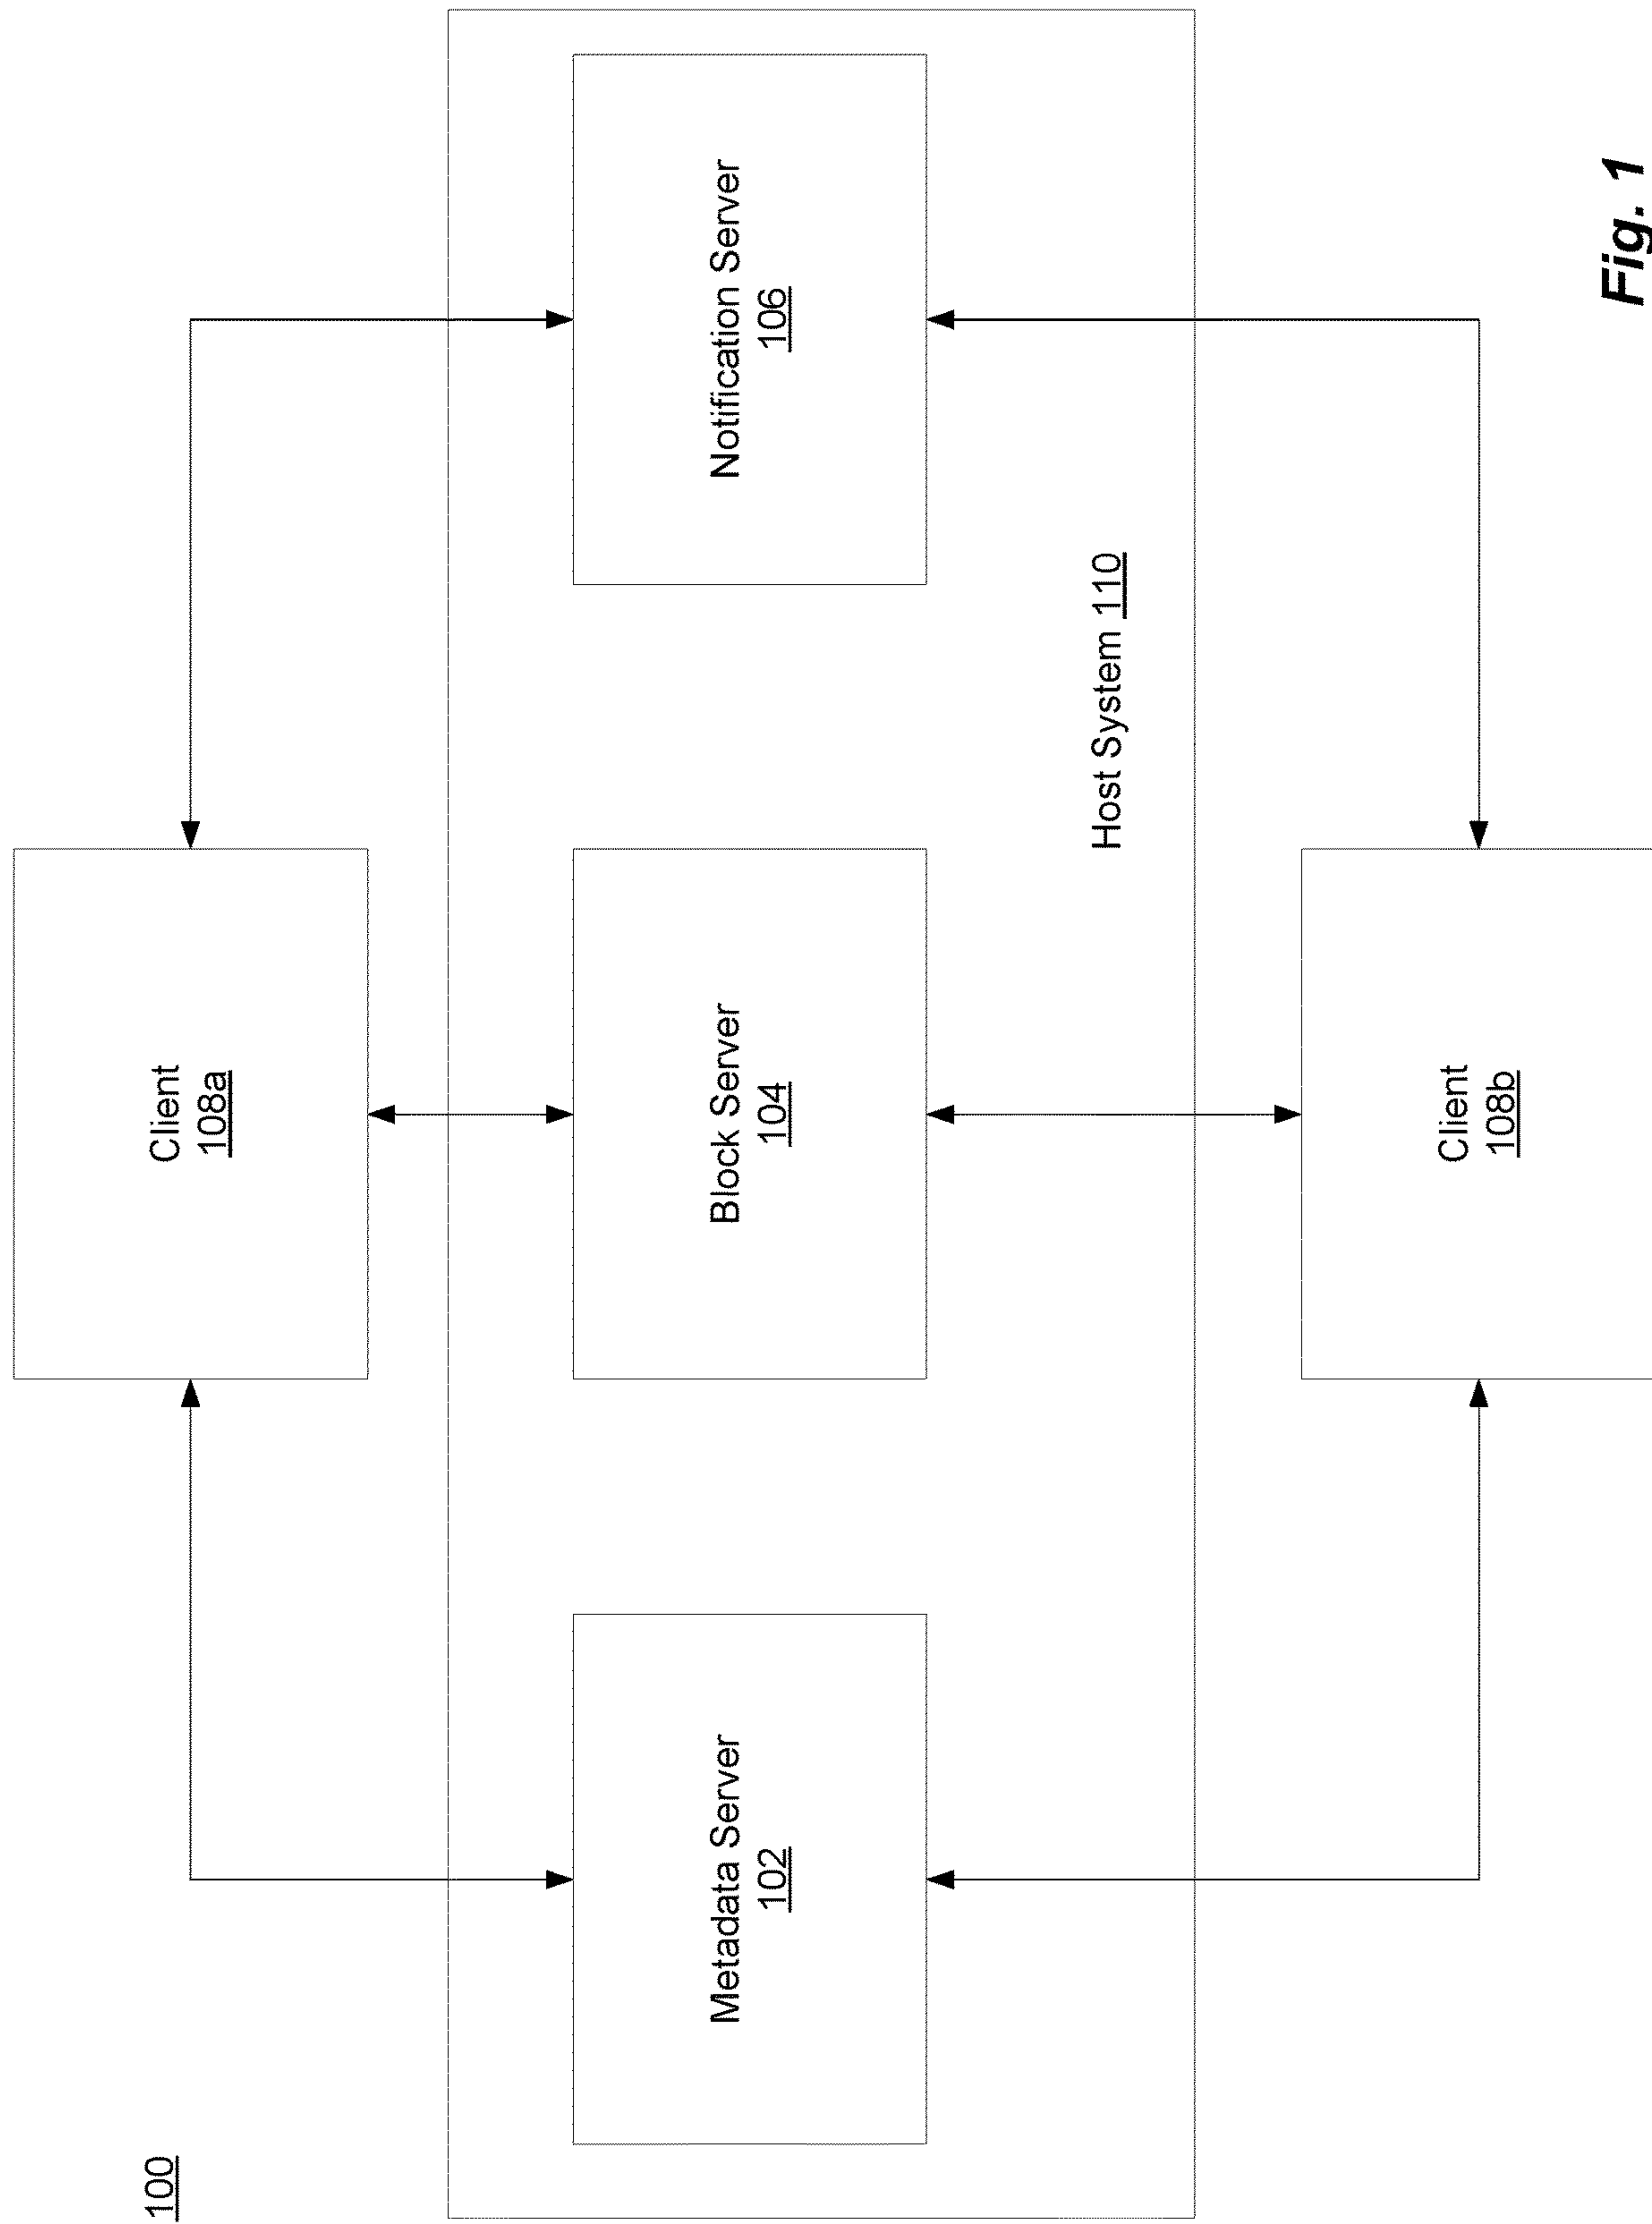 100
Client
108a
Metadata Server
102
Block Server
104
Notification Server
106
Host System 110
Client
108b
Fig. 1